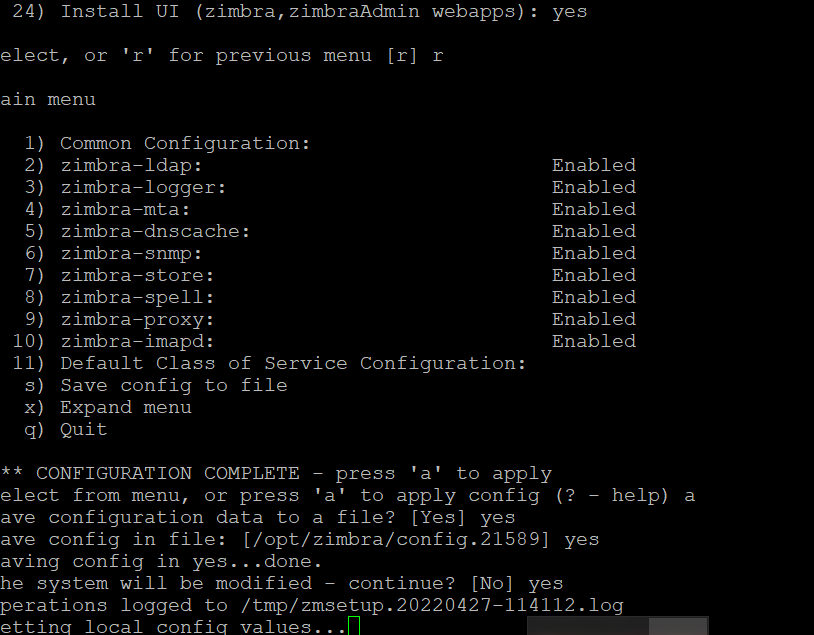 24) Install UI (zimbra,zimbraAdmin webapps): yes
elect, or 'r' for previous menu [r] r
ain menu
1) Common Configuration:
2) zimbra-ldap: Enabled
3) zimbra-logger: Enabled
4) zimbra-mta: Enabled
5) zimbra-dnscache: Enabled
6) zimbra-snmp: Enabled
7) zimbra-store: Enabled
8) zimbra-spell: Enabled
9) zimbra-proxy: Enabled
10) zimbra-imapd: Enabled
11) Default Class of Service Configuration:
s) Save config to file
x) Expand menu
q) Quit
** CONFIGURATION COMPLETE - press 'a' to apply
elect from menu, or press 'a' to apply config (? - help) a
ave configuration data to a file? [Yes] yes
ave config in file: [/opt/zimbra/config.21589] yes
aving config in yes...done.
he system will be modified - continue? [No] yes
perations logged to /tmp/zmsetup.20220427-114112.log
etting local config values...